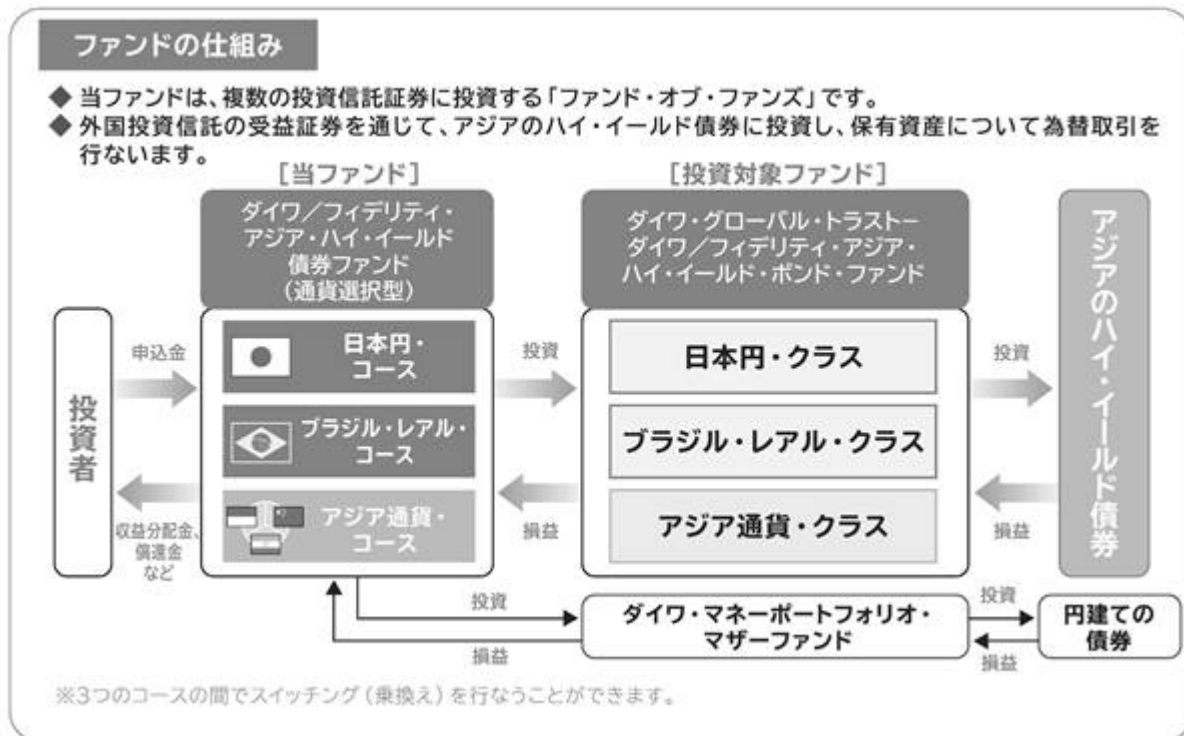 ファンドの仕組み
◆ 当ファンドは、複数の投資信託証券に投資する「ファンド・オブ・ファンズ」です。
◆ 外国投資信託の受益証券を通じて、アジアのハイ・イールド債券に投資し、保有資産について為替取引を
行ないます。
[当ファンド]
[投資対象ファンド]
ダイワ／フィデリティ・
アジア・ハイ・イールド
債券ファンド
（通貨選択型）
ダイワ・グローバル・トラスト－
ダイワ／フィデリティ・アジア・
ハイ・イールド・ボンド・ファンド
投資者
申込金
収益分配金、
償還金
など
日本円・
コース
ブラジル・レアル・
コース
アジア通貨・
コース
投資
損益
日本円・クラス
ブラジル・レアル・クラス
アジア通貨・クラス
投資
損益
アジアのハイ・イールド債券
投資
損益
ダイワ・マネーポートフォリオ・
マザーファンド
投資
損益
円建ての
債券
※3つのコースの間でスイッチング（乗換え）を行なうことができます。